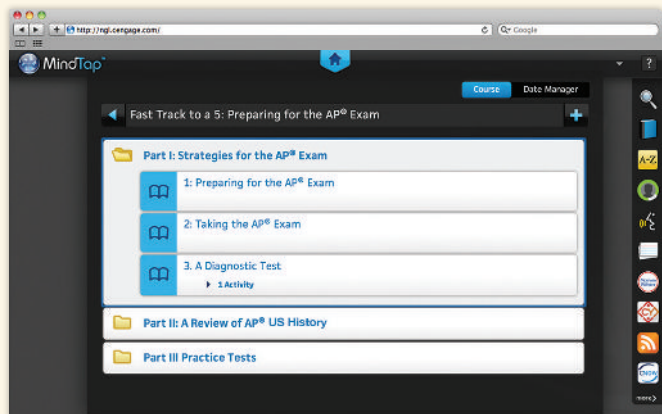 http://ngl.cengage.com/
Google
MindTap
?
Course
Date Manager
Fast Track to a 5: Preparing for the AP® Exam
Part I: Strategies for the AP® Exam
1: Preparing for the AP® Exam
2: Taking the AP® Exam
3. A Diagnostic Test
1 Activity
Part II: A Review of AP® US History
Part III Practice Tests
A-Z
CNOW
more>